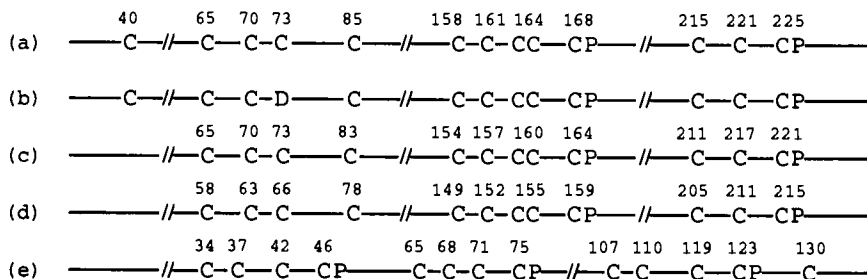 40 65 70 73 85 158 161 164 168 215 221 225
(a) C // C C C C // C C CC CP // C C CP
(b) C // C C D C // C C CC CP // C C CP
65 70 73 83 154 157 160 164 211 217 221
(c) // C C C C // C C CC CP // C C CP
58 63 66 78 149 152 155 159 205 211 215
(d) // C C C C // C C CC CP // C C CP
34 37 42 46 65 68 71 75 107 110 119 123 130
(e) // C C C CP C C C CP // C C C CP C